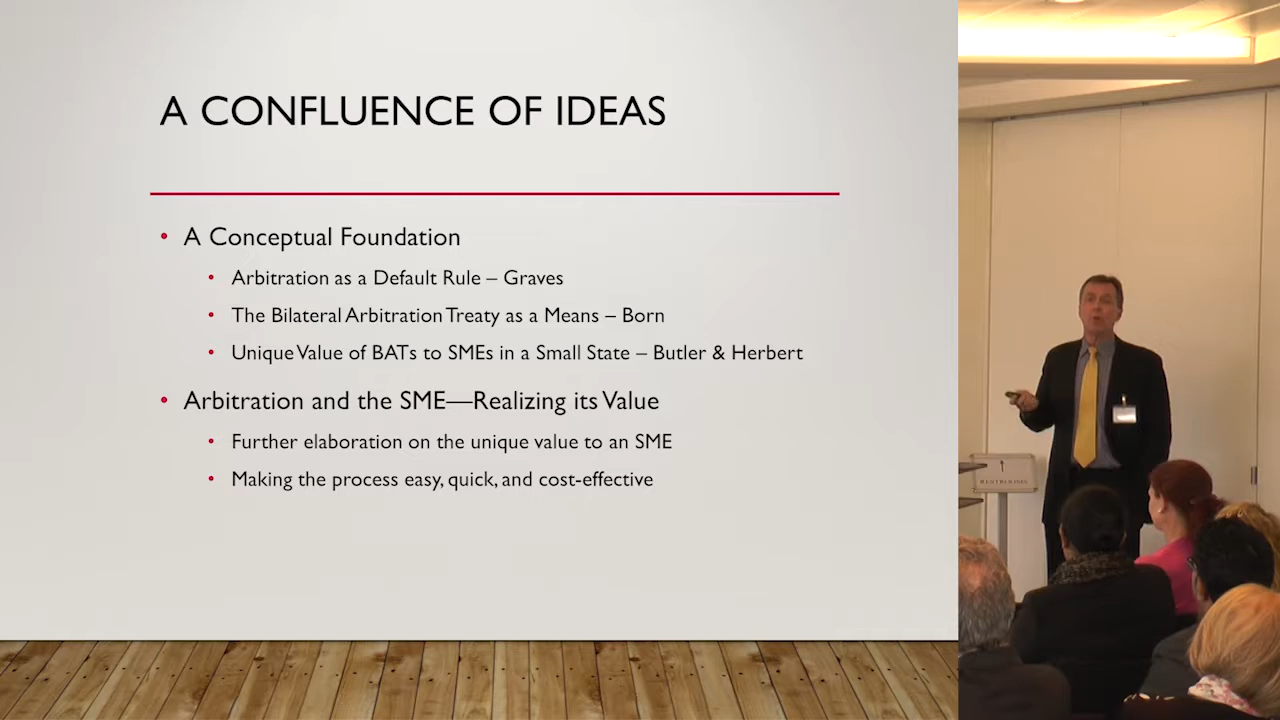 A CONFLUENCE OF IDEAS
• A Conceptual Foundation
• Arbitration as a Default Rule – Graves
• The Bilateral Arbitration Treaty as a Means – Born
• Unique Value of BATs to SMEs in a Small State – Butler & Herbert
• Arbitration and the SME—Realizing its Value
• Further elaboration on the unique value to an SME
• Making the process easy, quick, and cost-effective
RESTROOMS